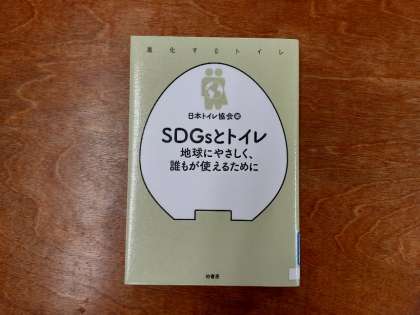 進化するトイレ
日本トイレ協会 編
SDGsとトイレ
地球にやさしく、
誰もが使えるために
柏書房